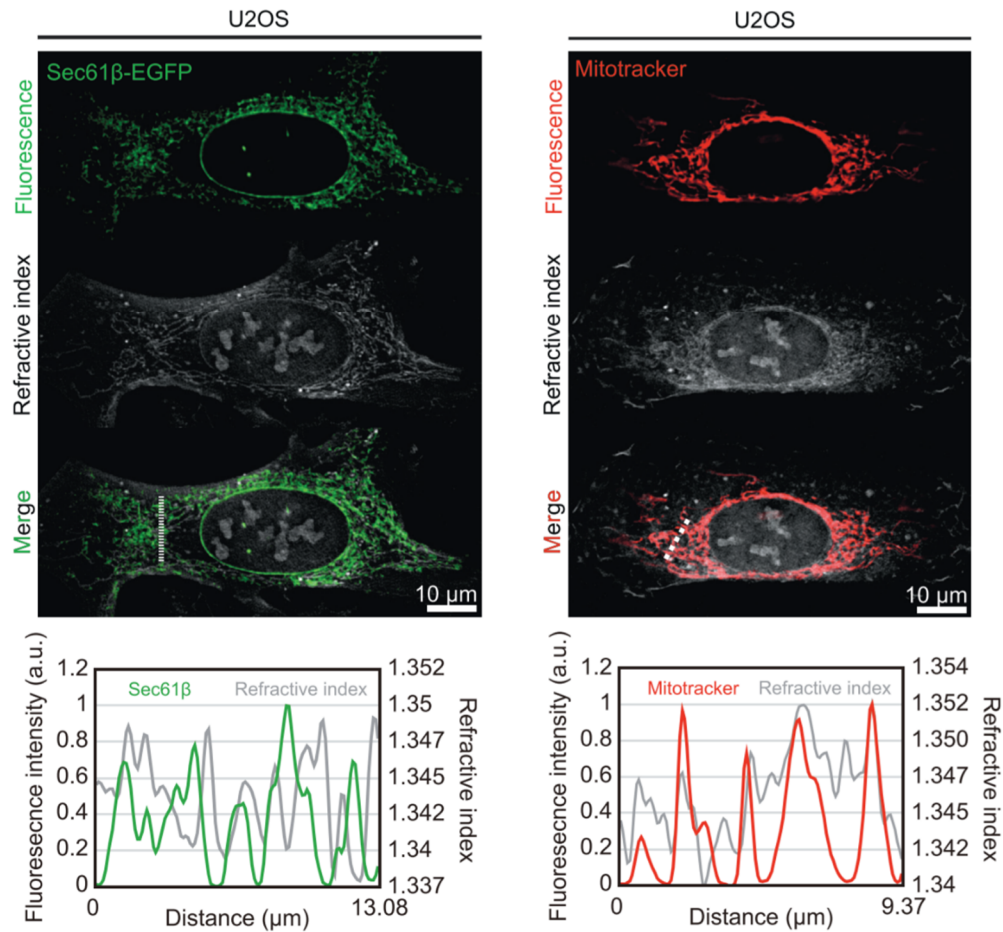 U2OS
Sec61β-EGFP
Fluorescence
Refractive index
Merge
10 μm
Fluoresecnce intensity (a.u.)
1.2
1
0.8
0.6
0.4
0.2
0
Sec61β
Refractive index
1.352
1.35
1.347
1.345
1.342
1.34
1.337
Refractive index
0
Distance (μm)
13.08
U2OS
Mitotracker
Fluorescence
Refractive index
Merge
10 μm
Fluoresecnce intensity (a.u.)
1.2
1
0.8
0.6
0.4
0.2
0
Mitotracker
Refractive index
1.354
1.352
1.350
1.347
1.345
1.342
1.34
Refractive index
0
Distance (μm)
9.37